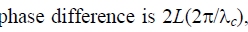 phase difference is 2L(2π/λc),